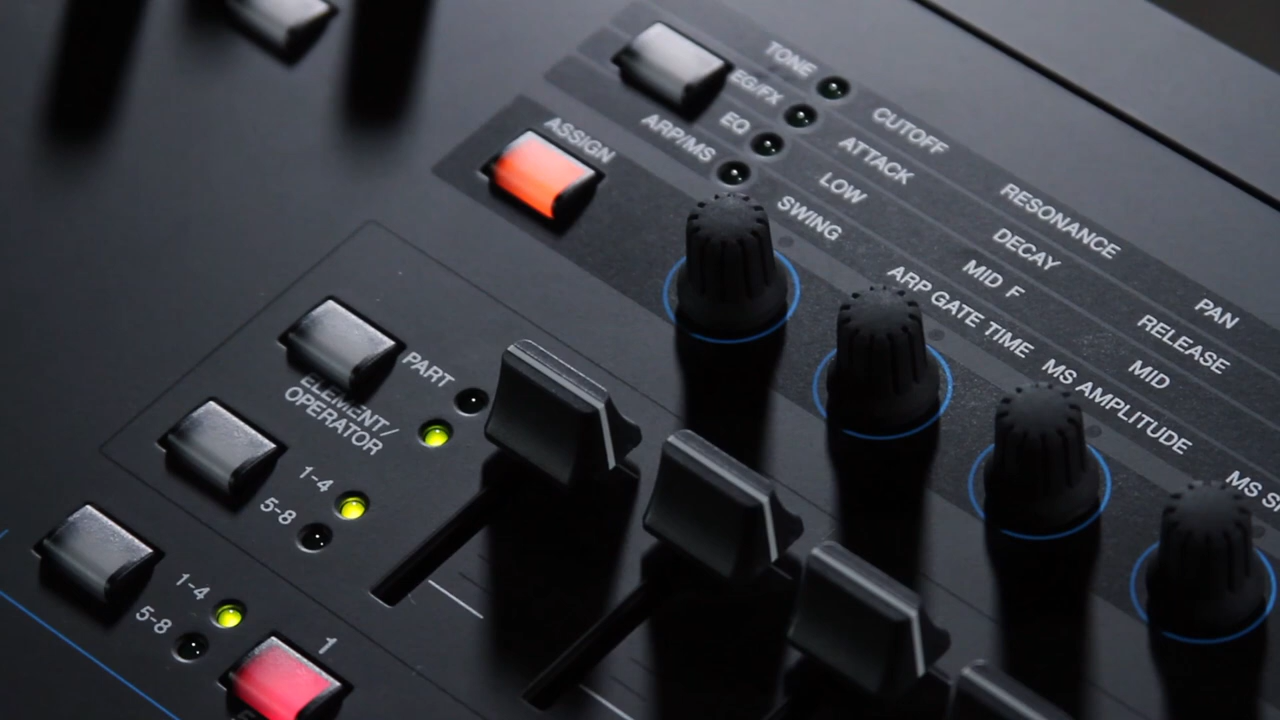 TONE
CUTOFF
RESONANCE
PAN
EG/FX
ATTACK
DECAY
RELEASE
EQ
LOW
MID F
MID
ARP/MS
SWING
ARP GATE TIME
MS AMPLITUDE
ASSIGN
PART
ELEMENT/
OPERATOR
1-4
5-8
1-4
5-8
1